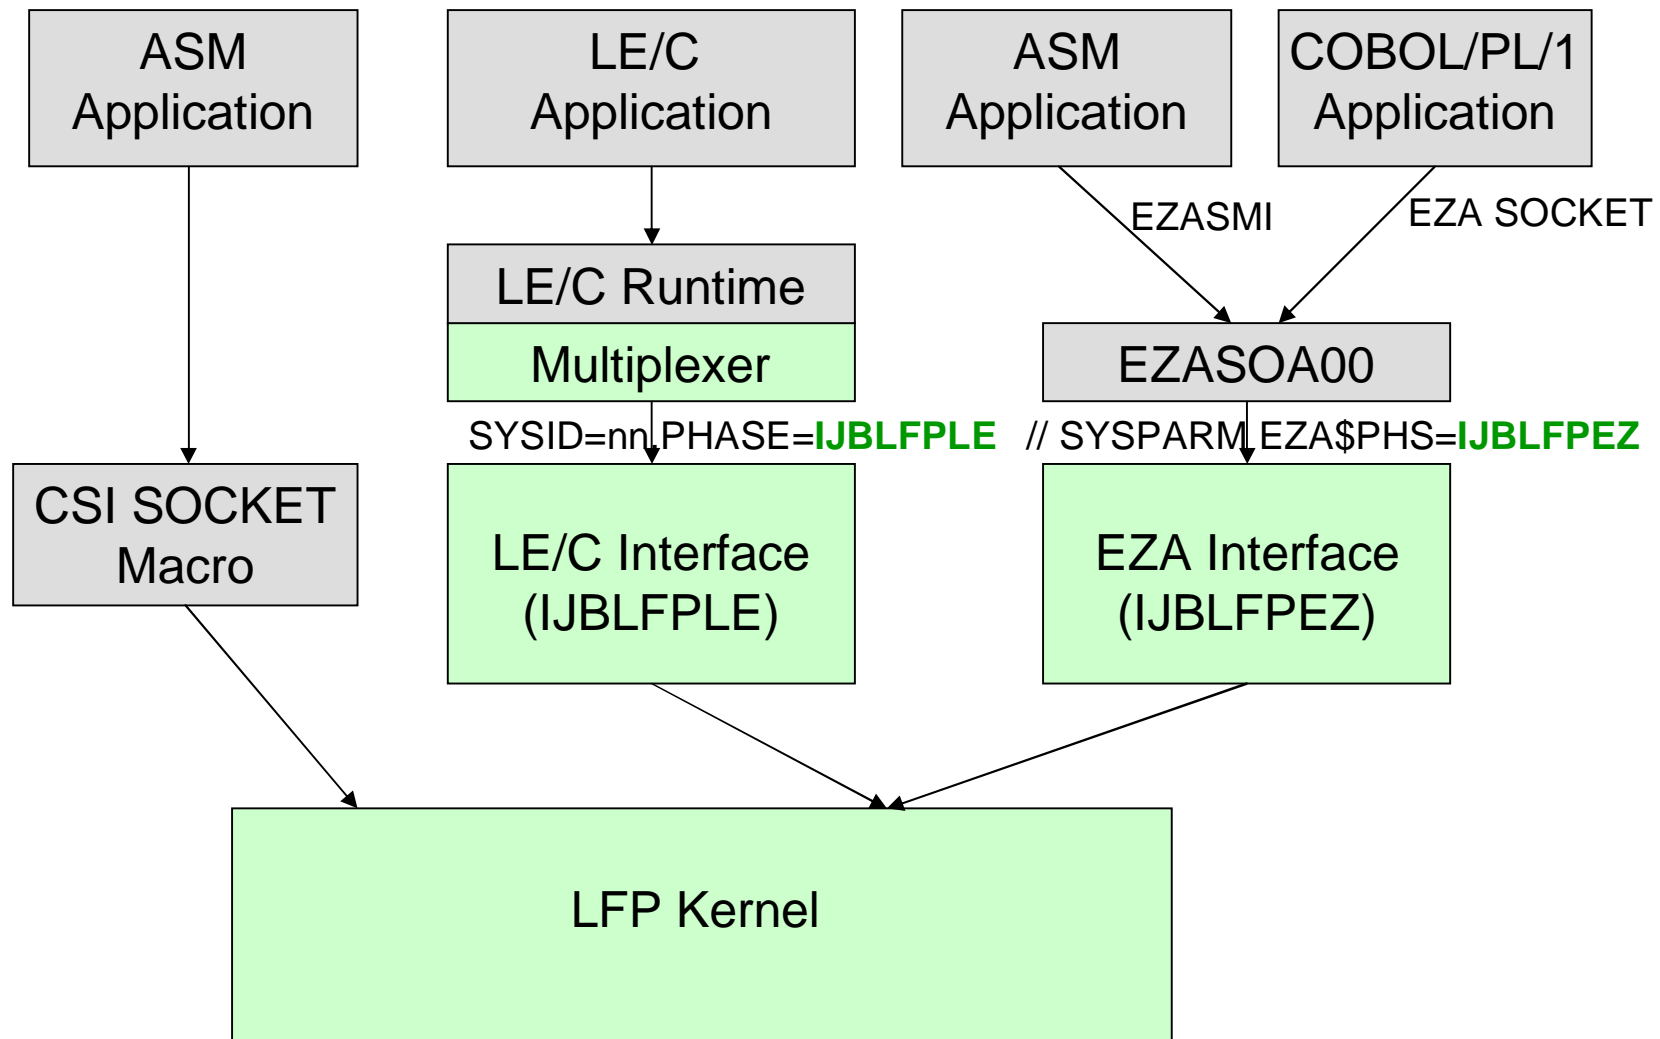 ASM
Application
LE/C
Application
ASM
Application
COBOL/PL/1
Application
EZASMI
EZA SOCKET
LE/C Runtime
Multiplexer
EZASOA00
SYSID=nn,PHASE=IJBLFPLE
// SYSPARM EZA$PHS=IJBLFPEZ
CSI SOCKET
Macro
LE/C Interface
(IJBLFPLE)
EZA Interface
(IJBLFPEZ)
LFP Kernel